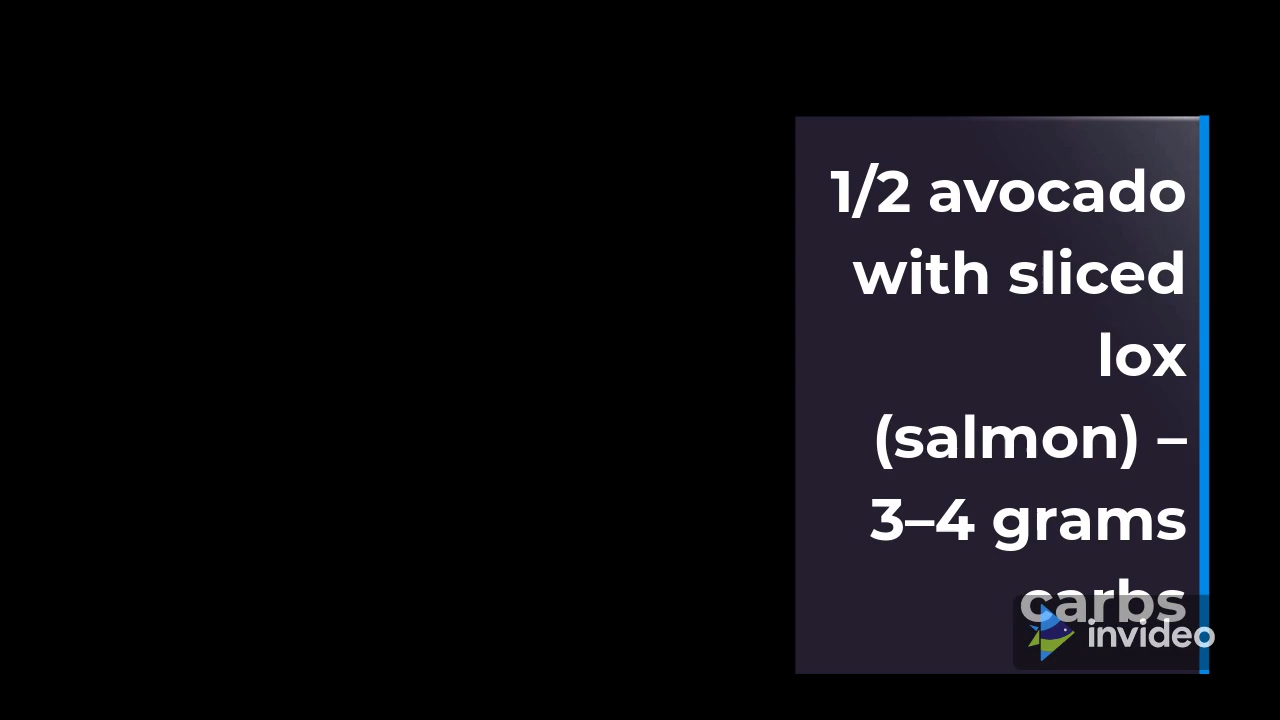 1/2 avocado
with sliced
lox
(salmon) –
3–4 grams
carbs
invideo